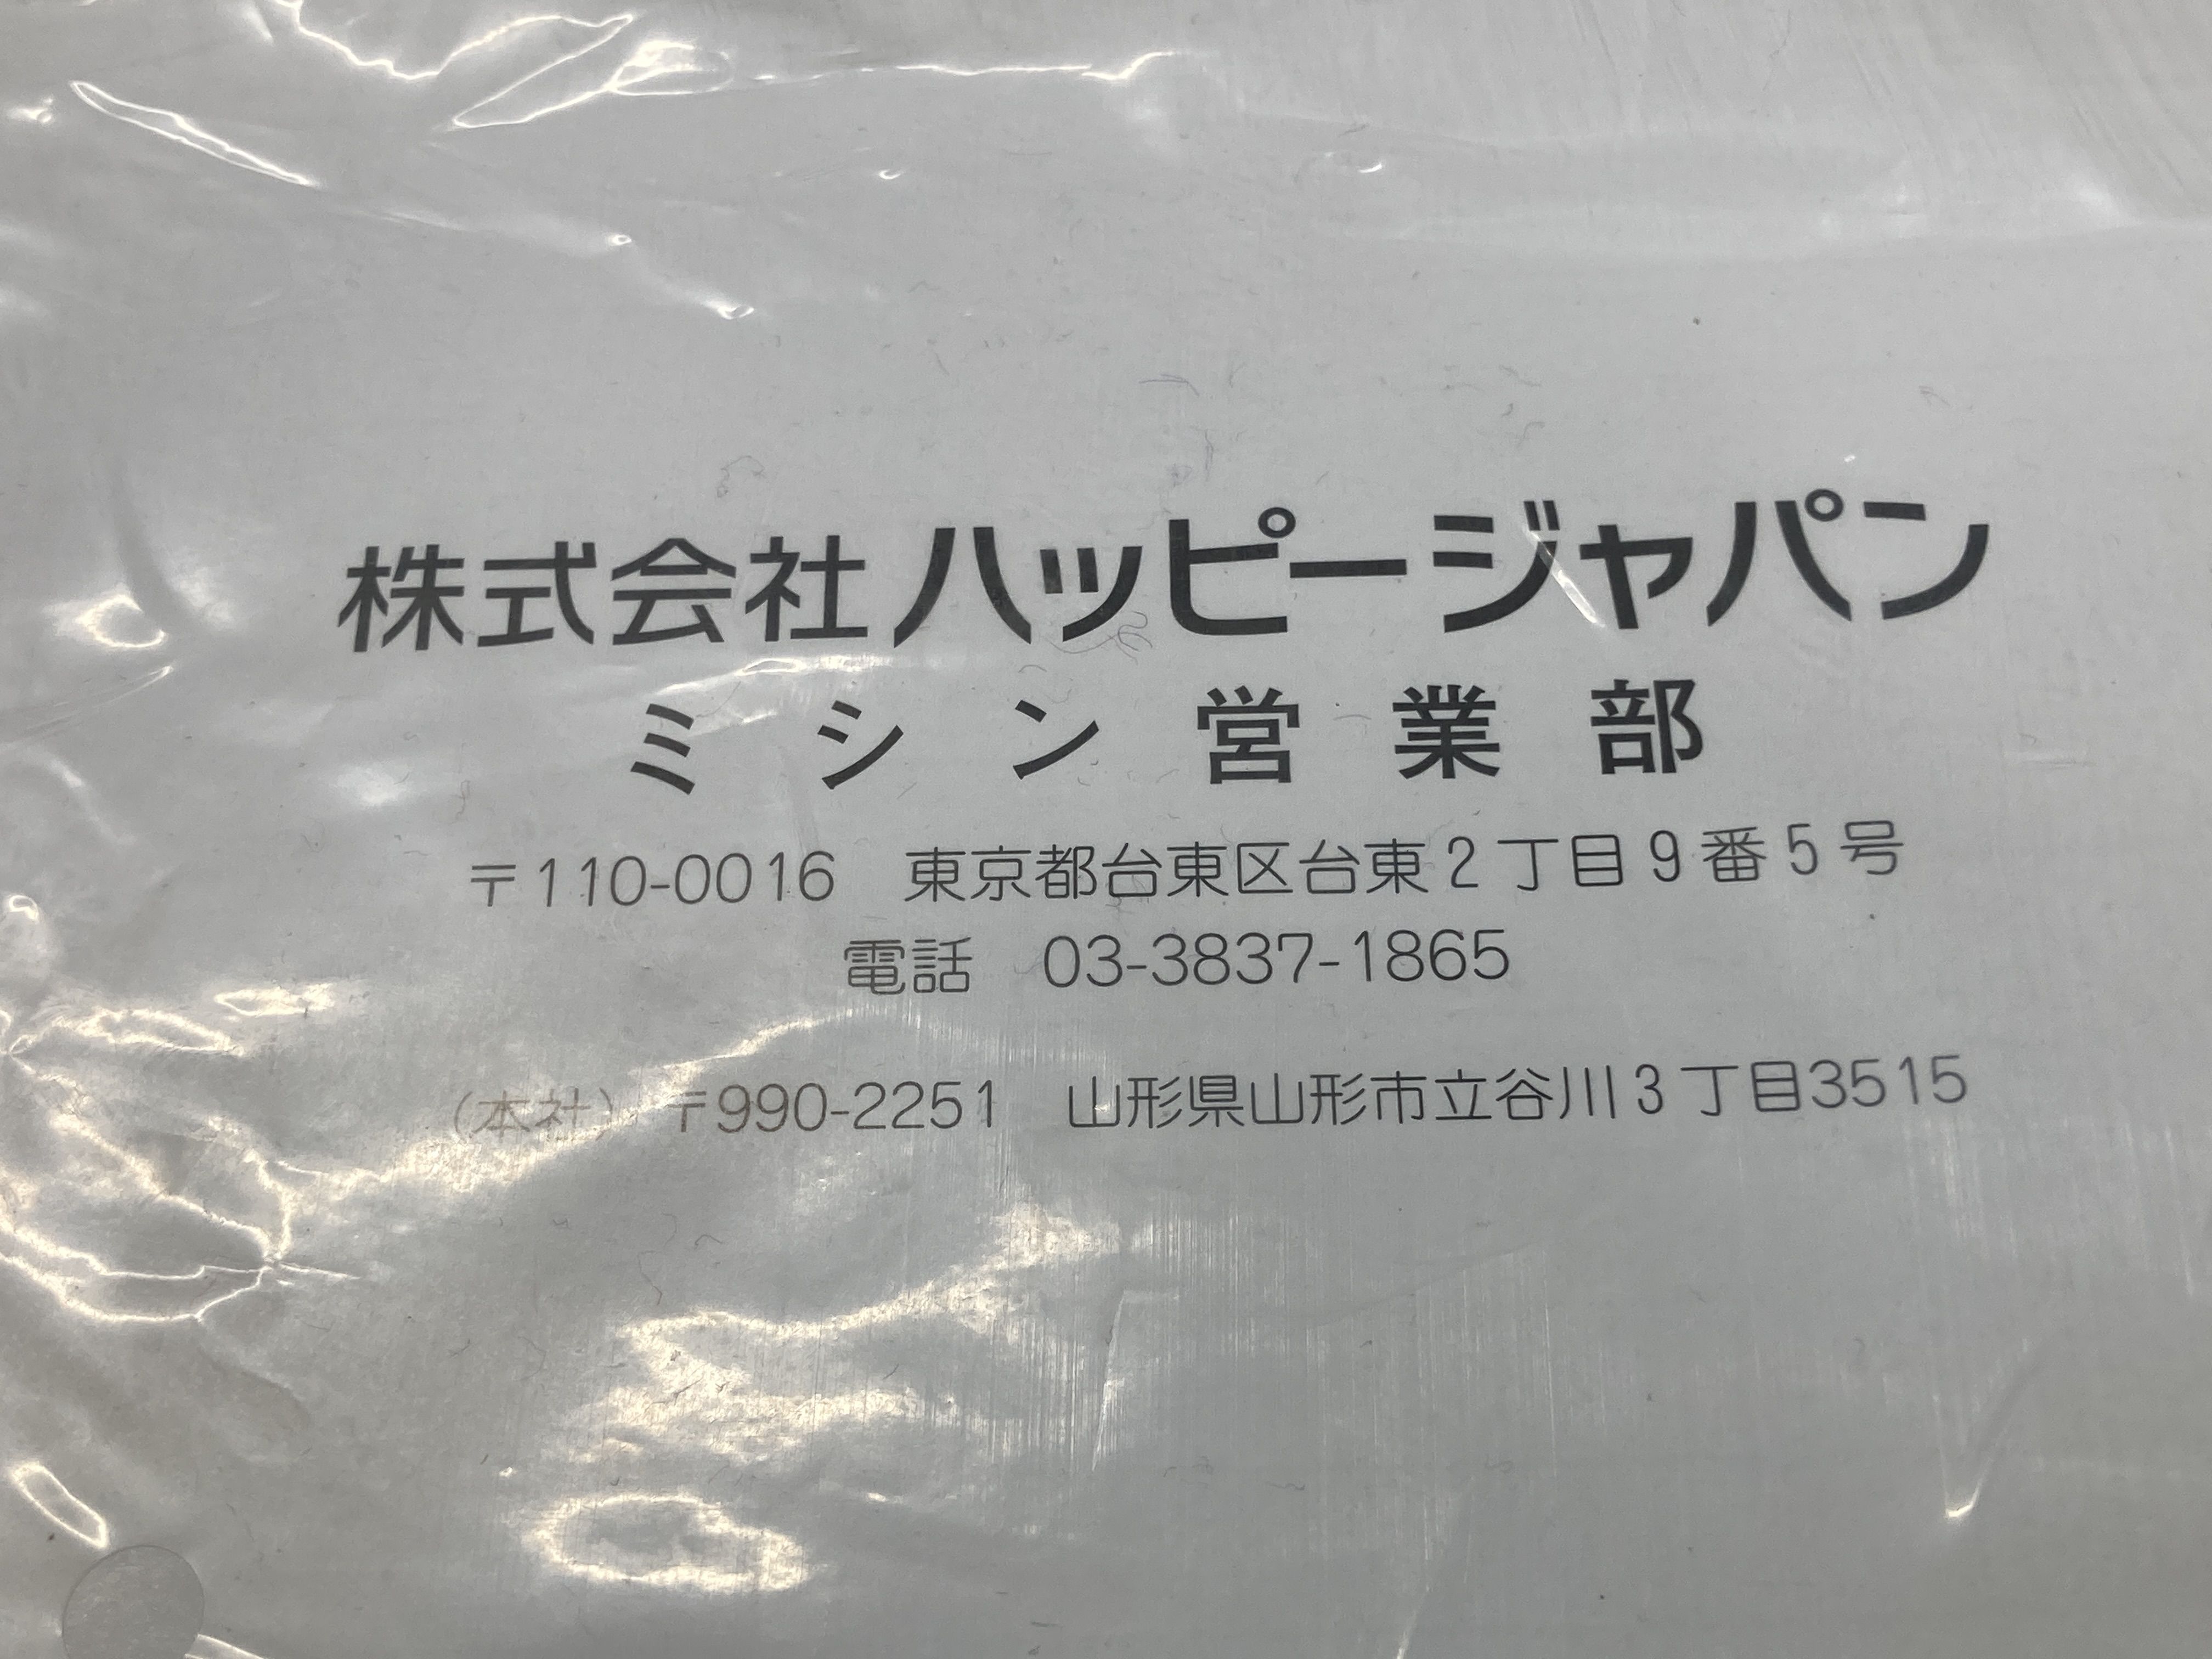 株式会社ハッピージャパン
ミシン営業部
〒110-0016　東京都台東区台東2丁目9番5号
電話　03-3837-1865
（本社）　〒990-2251　山形県山形市立谷川3丁目3515